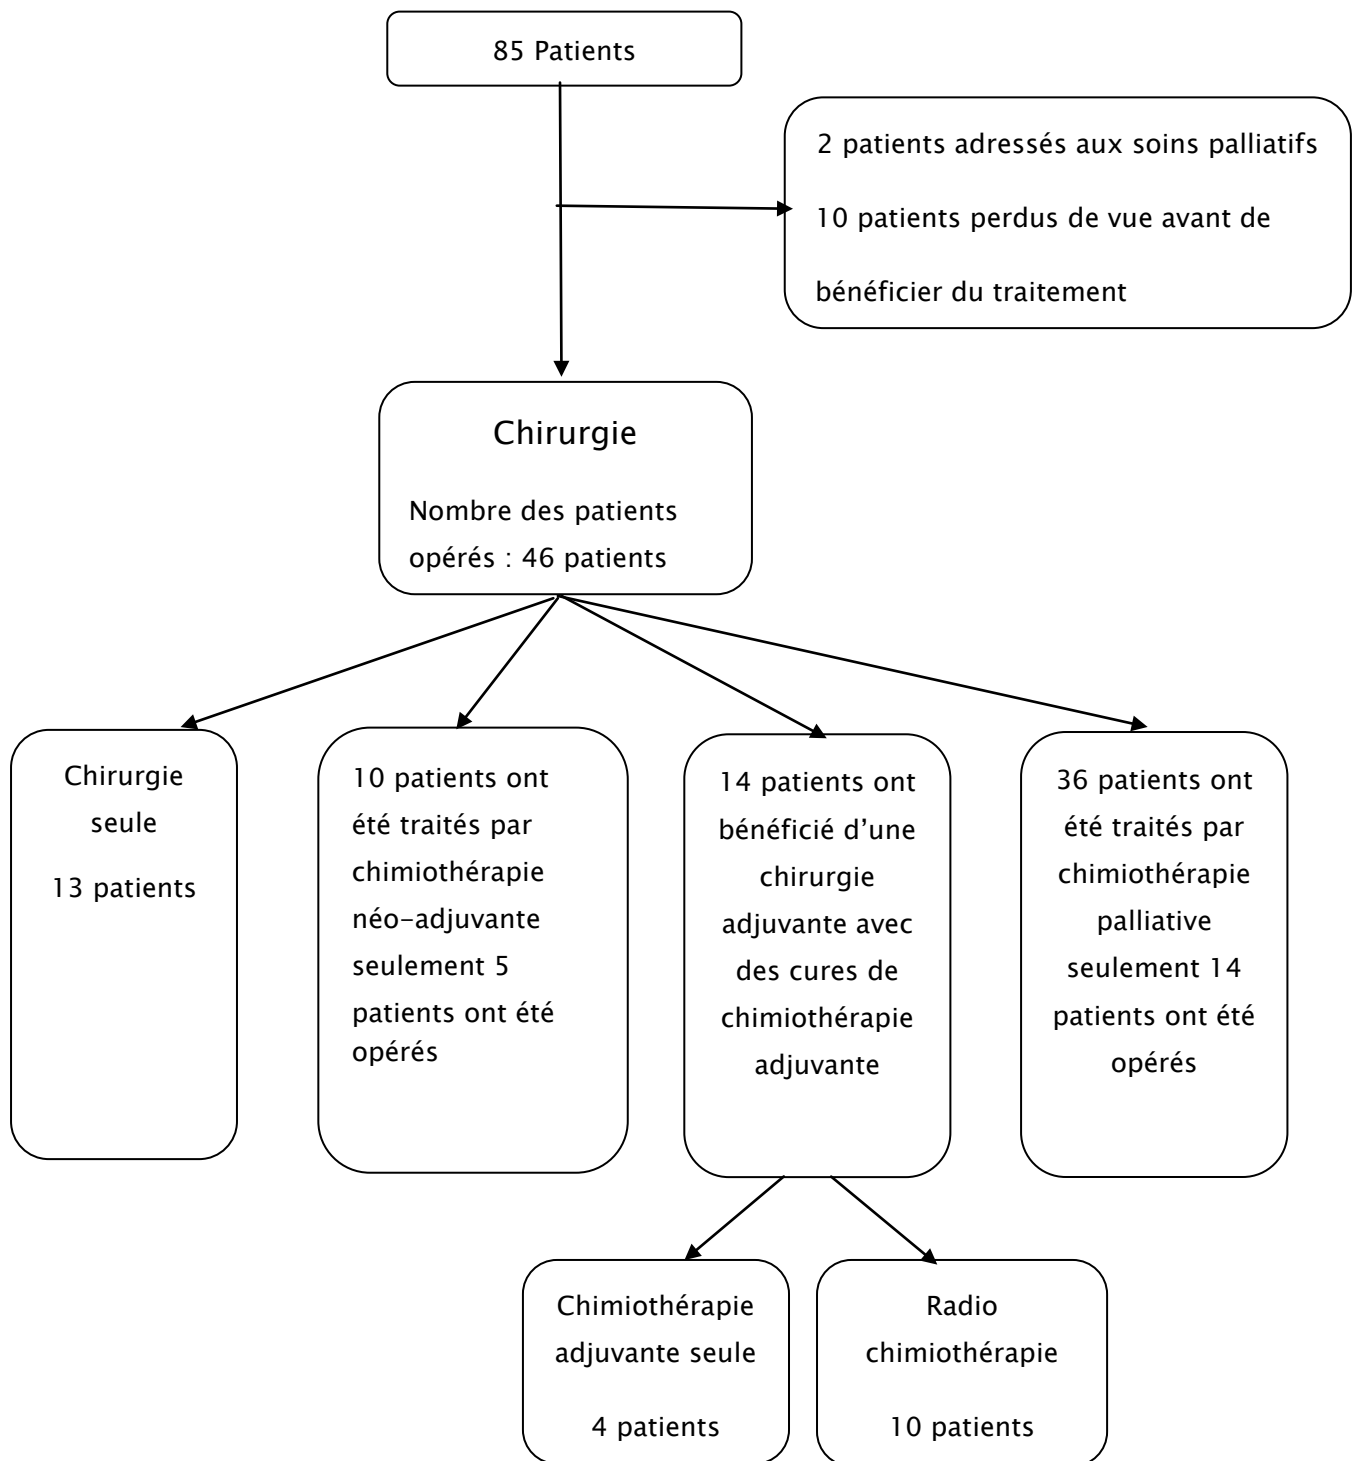 85 Patients
2 patients adressés aux soins palliatifs
10 patients perdus de vue avant de
bénéficier du traitement
Chirurgie
Nombre des patients
opérés : 46 patients
Chirurgie
seule
13 patients
10 patients ont
été traités par
chimiothérapie
néo-adjuvante
seulement 5
patients ont été
opérés
14 patients ont
bénéficié d’une
chirurgie
adjuvante avec
des cures de
chimiothérapie
adjuvante
36 patients ont
été traités par
chimiothérapie
palliative
seulement 14
patients ont été
opérés
Chimiothérapie
adjuvante seule
4 patients
Radio
chimiothérapie
10 patients